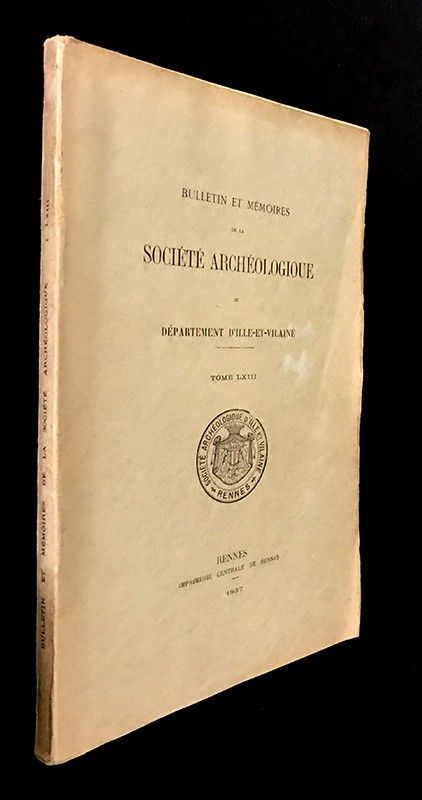 BULLETIN ET MÉMOIRES
DE LA
SOCIÉTÉ ARCHÉOLOGIQUE
DU
DÉPARTEMENT D'ILLE-ET-VILAINE
TOME LXIII
SOCIÉTÉ ARCHÉOLOGIQUE D'ILLE ET VILAINE
RENNES
RENNES
IMPRIMERIE CENTRALE DE RENNES
1937
BULLETIN ET MÉMOIRES DE LA SOCIÉTÉ ARCHÉOLOGIQUE T. LXIII